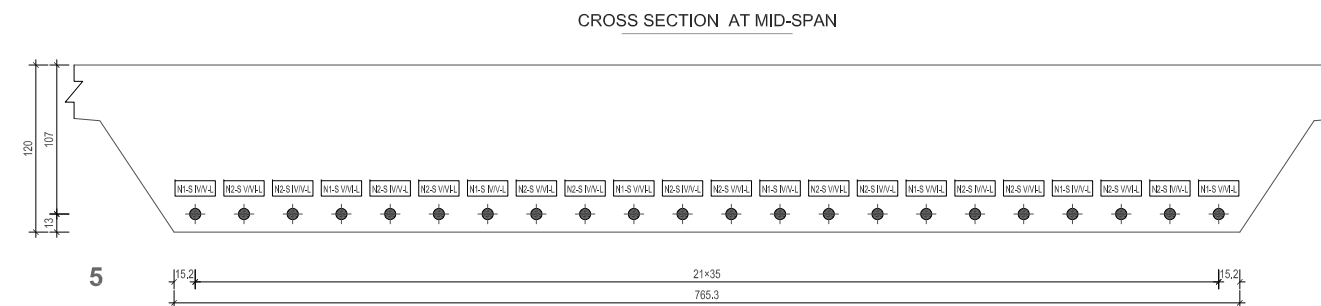 CROSS SECTION AT MID-SPAN
120
107
13
N1-S IV/V-L N2-S V/VI-L N2-S IV/V-L N1-S V/VI-L N2-S IV/V-L N2-S V/VI-L N1-S IV/V-L N2-S V/VI-L N2-S IV/V-L N1-S V/VI-L N2-S IV/V-L N2-S V/VI-L N1-S IV/V-L N2-S V/VI-L N2-S IV/V-L N1-S V/VI-L N2-S IV/V-L N2-S V/VI-L N1-S IV/V-L N2-S V/VI-L N2-S IV/V-L N1-S V/VI-L
5
15.2 21×35 15.2
765.3